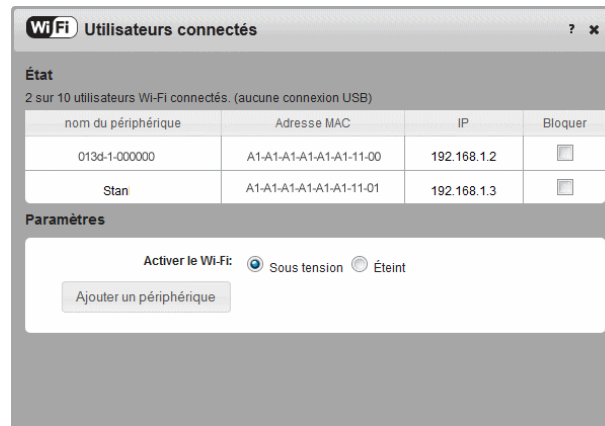 WiFi Utilisateurs connectés ? ×
État
2 sur 10 utilisateurs Wi-Fi connectés. (aucune connexion USB)
nom du périphérique Adresse MAC IP Bloquer
013d-1-000000 A1-A1-A1-A1-A1-A1-11-00 192.168.1.2
Stan A1-A1-A1-A1-A1-A1-11-01 192.168.1.3
Paramètres
Activer le Wi-Fi: Sous tension Éteint
Ajouter un périphérique